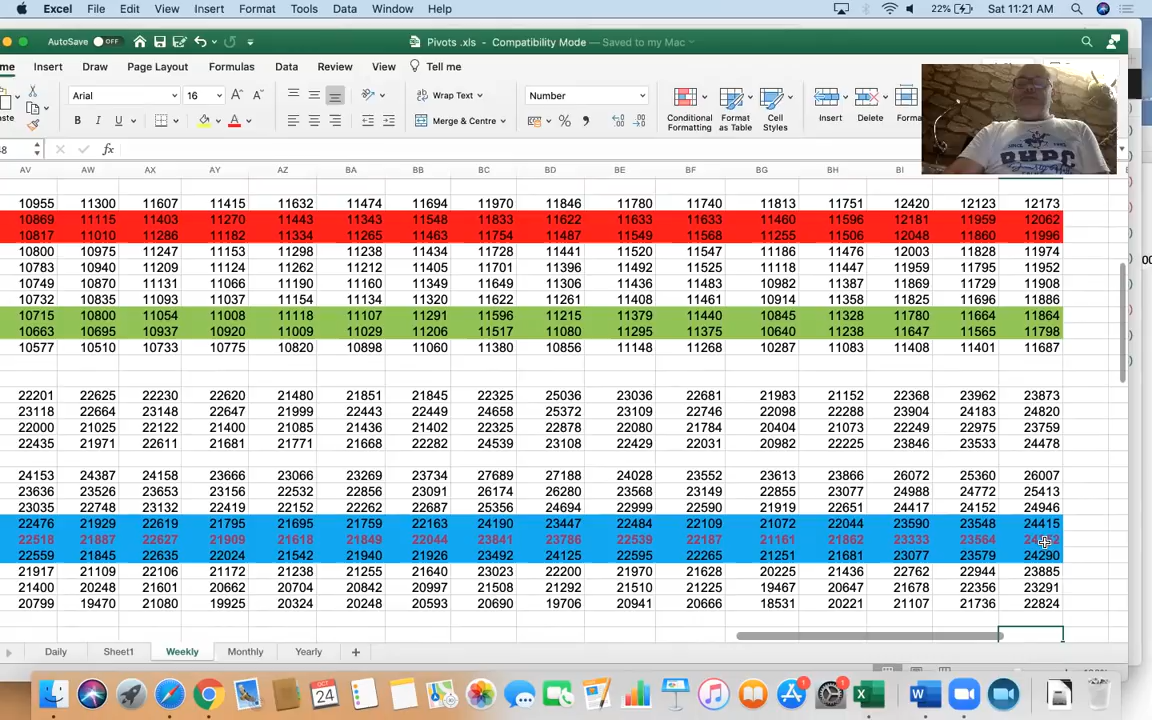 Excel File Edit View Insert Format Tools Data Window Help 22% Sat 11:21 AM
AutoSave OFF Pivots .xls - Compatibility Mode — Saved to my Mac
me Insert Draw Page Layout Formulas Data Review View Tell me
Arial 16 Wrap Text Number
aste B I U Merge & Centre Conditional Formatting Format as Table Cell Styles Insert Delete Forma
48 fx
AV AW AX AY AZ BA BB BC BD BE BF BG BH BI
10955 11300 11607 11415 11632 11474 11694 11970 11846 11780 11740 11813 11751 12420 12123 12173
10869 11115 11403 11270 11443 11343 11548 11833 11622 11633 11633 11460 11596 12181 11959 12062
10817 11010 11286 11182 11334 11265 11463 11754 11487 11549 11568 11255 11506 12048 11860 11996
10800 10975 11247 11153 11298 11238 11434 11728 11441 11520 11547 11186 11476 12003 11828 11974
10783 10940 11209 11124 11262 11212 11405 11701 11396 11492 11525 11118 11447 11959 11795 11952
10749 10870 11131 11066 11190 11160 11349 11649 11306 11436 11483 10982 11387 11869 11729 11908
10732 10835 11093 11037 11154 11134 11320 11622 11261 11408 11461 10914 11358 11825 11696 11886
10715 10800 11054 11008 11118 11107 11291 11596 11215 11379 11440 10845 11328 11780 11664 11864
10663 10695 10937 10920 11009 11029 11206 11517 11080 11295 11375 10640 11238 11647 11565 11798
10577 10510 10733 10775 10820 10898 11060 11380 10856 11148 11268 10287 11083 11408 11401 11687
22201 22625 22230 22620 21480 21851 21845 22325 25036 23036 22681 21983 21152 22368 23962 23873
23118 22664 23148 22647 21999 22443 22449 24658 25372 23109 22746 22098 22288 23904 24183 24820
22000 21025 22122 21400 21085 21436 21402 22325 22878 22080 21784 20404 21073 22249 22975 23759
22435 21971 22611 21681 21771 21668 22282 24539 23108 22429 22031 20982 22225 23846 23533 24478
24153 24387 24158 23666 23066 23269 23734 27689 27188 24028 23552 23613 23866 26072 25360 26007
23636 23526 23653 23156 22532 22856 23091 26174 26280 23568 23149 22855 23077 24988 24772 25413
23035 22748 23132 22419 22152 22262 22687 25356 24694 22999 22590 21919 22651 24417 24152 24946
22476 21929 22619 21795 21695 21759 22163 24190 23447 22484 22109 21072 22044 23590 23548 24415
22518 21887 22627 21909 21618 21849 22044 23841 23786 22539 22187 21161 21862 23333 23564
22559 21845 22635 22024 21542 21940 21926 23492 24125 22595 22265 21251 21681 23077 23579 24290
21917 21109 22106 21172 21238 21255 21640 23023 22200 21970 21628 20225 21436 22762 22944 23885
21400 20248 21601 20662 20704 20842 20997 21508 21292 21510 21225 19467 20647 21678 22356 23291
20799 19470 21080 19925 20324 20248 20593 20690 19706 20941 20666 18531 20221 21107 21736 22824
Daily Sheet1 Weekly Monthly Yearly
OCT 24